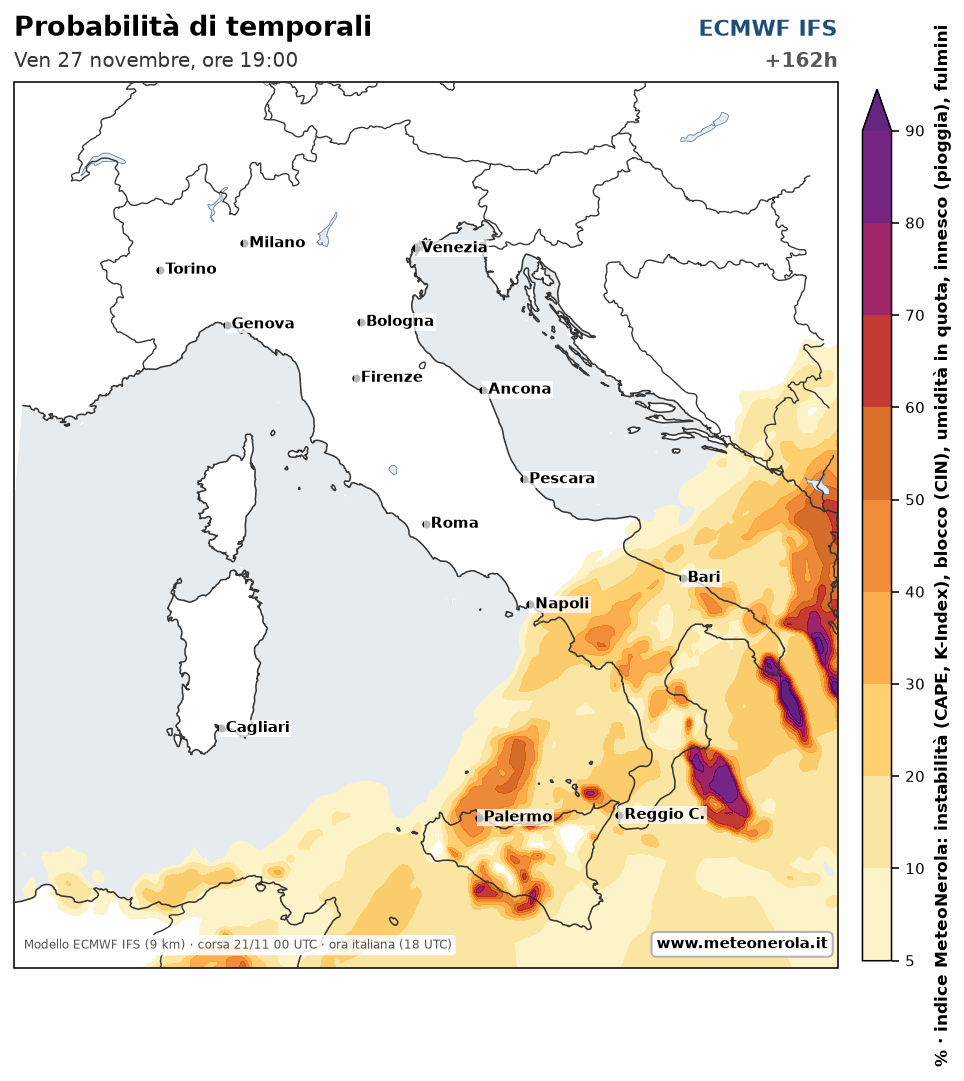 Probabilità di temporali
ECMWF IFS
Ven 27 novembre, ore 19:00
+162h
Milano
Venezia
Torino
Genova
Bologna
Firenze
Ancona
Pescara
Roma
Bari
Napoli
Cagliari
Palermo
Reggio C.
Modello ECMWF IFS (9 km) · corsa 21/11 00 UTC · ora italiana (18 UTC)
www.meteonerola.it
90
80
70
60
50
40
30
20
10
5
% · indice MeteoNerola: instabilità (CAPE, K-Index), blocco (CIN), umidità in quota, innesco (pioggia), fulmini